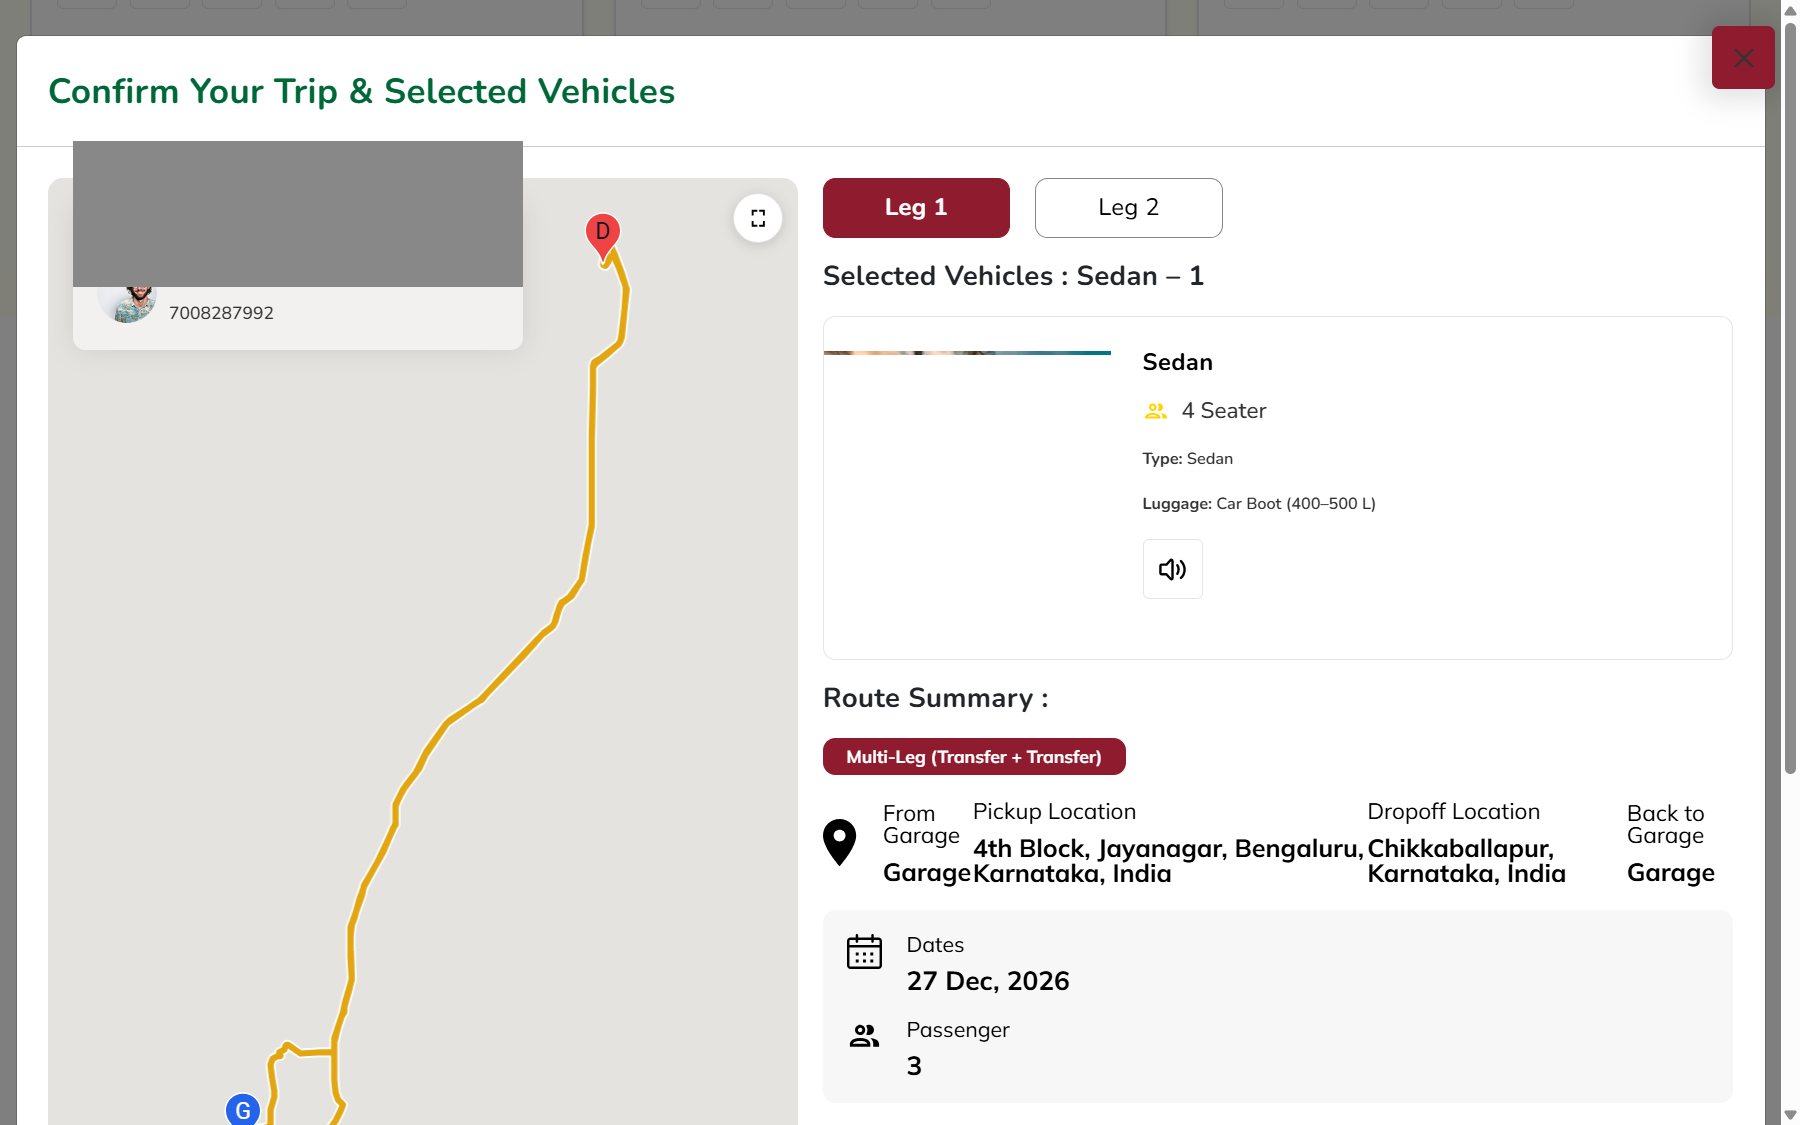 Confirm Your Trip & Selected Vehicles
7008287992
D
G
Leg 1
Leg 2
Selected Vehicles : Sedan – 1
Sedan
4 Seater
Type: Sedan
Luggage: Car Boot (400–500 L)
Route Summary :
Multi-Leg (Transfer + Transfer)
From
Garage
Garage
Pickup Location
4th Block, Jayanagar, Bengaluru,
Karnataka, India
Dropoff Location
Chikkaballapur,
Karnataka, India
Back to
Garage
Garage
Dates
27 Dec, 2026
Passenger
3